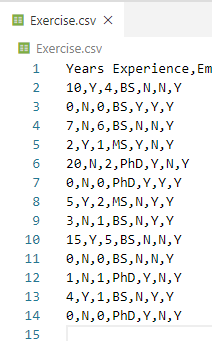 Exercise.csv
Exercise.csv
1 Years Experience,Em
2 10,Y,4,BS,N,N,Y
3 0,N,0,BS,Y,Y,Y
4 7,N,6,BS,N,N,Y
5 2,Y,1,MS,Y,N,Y
6 20,N,2,PhD,Y,N,Y
7 0,N,0,PhD,Y,Y,Y
8 5,Y,2,MS,N,Y,Y
9 3,N,1,BS,N,Y,Y
10 15,Y,5,BS,N,N,Y
11 0,N,0,BS,N,N,Y
12 1,N,1,PhD,Y,N,Y
13 4,Y,1,BS,N,Y,Y
14 0,N,0,PhD,Y,N,Y
15